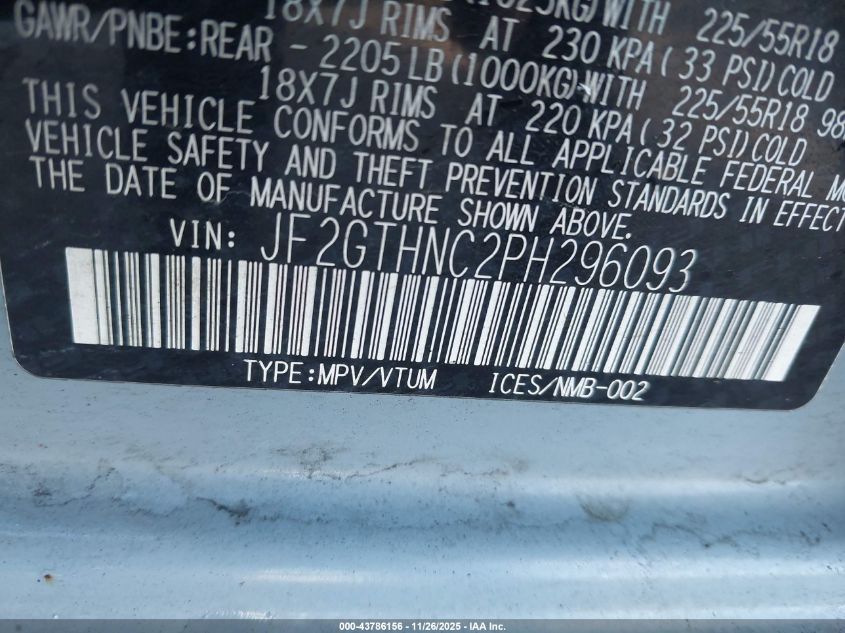 18X7J RIMS AT 230 KPA( 33 PSI)COLD
GAWR/PNBE:REAR - 2205LB(1000KG)WITH 225/55R18
18X7J RIMS AT 220 KPA( 32 PSI)COLD
THIS VEHICLE CONFORMS TO ALL APPLICABLE FEDERAL
VEHICLE SAFETY AND THEFT PREVENTION STANDARDS IN EFFECT
THE DATE OF MANUFACTURE SHOWN ABOVE.
VIN: JF2GTHNC2PH296093
TYPE:MPV/VTUM ICES/NMB-002
000-43786156 - 11/26/2025 - IAA Inc.